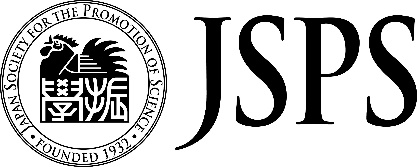 JAPAN SOCIETY FOR THE PROMOTION OF SCIENCE
學振
• FOUNDED 1932 •
JSPS